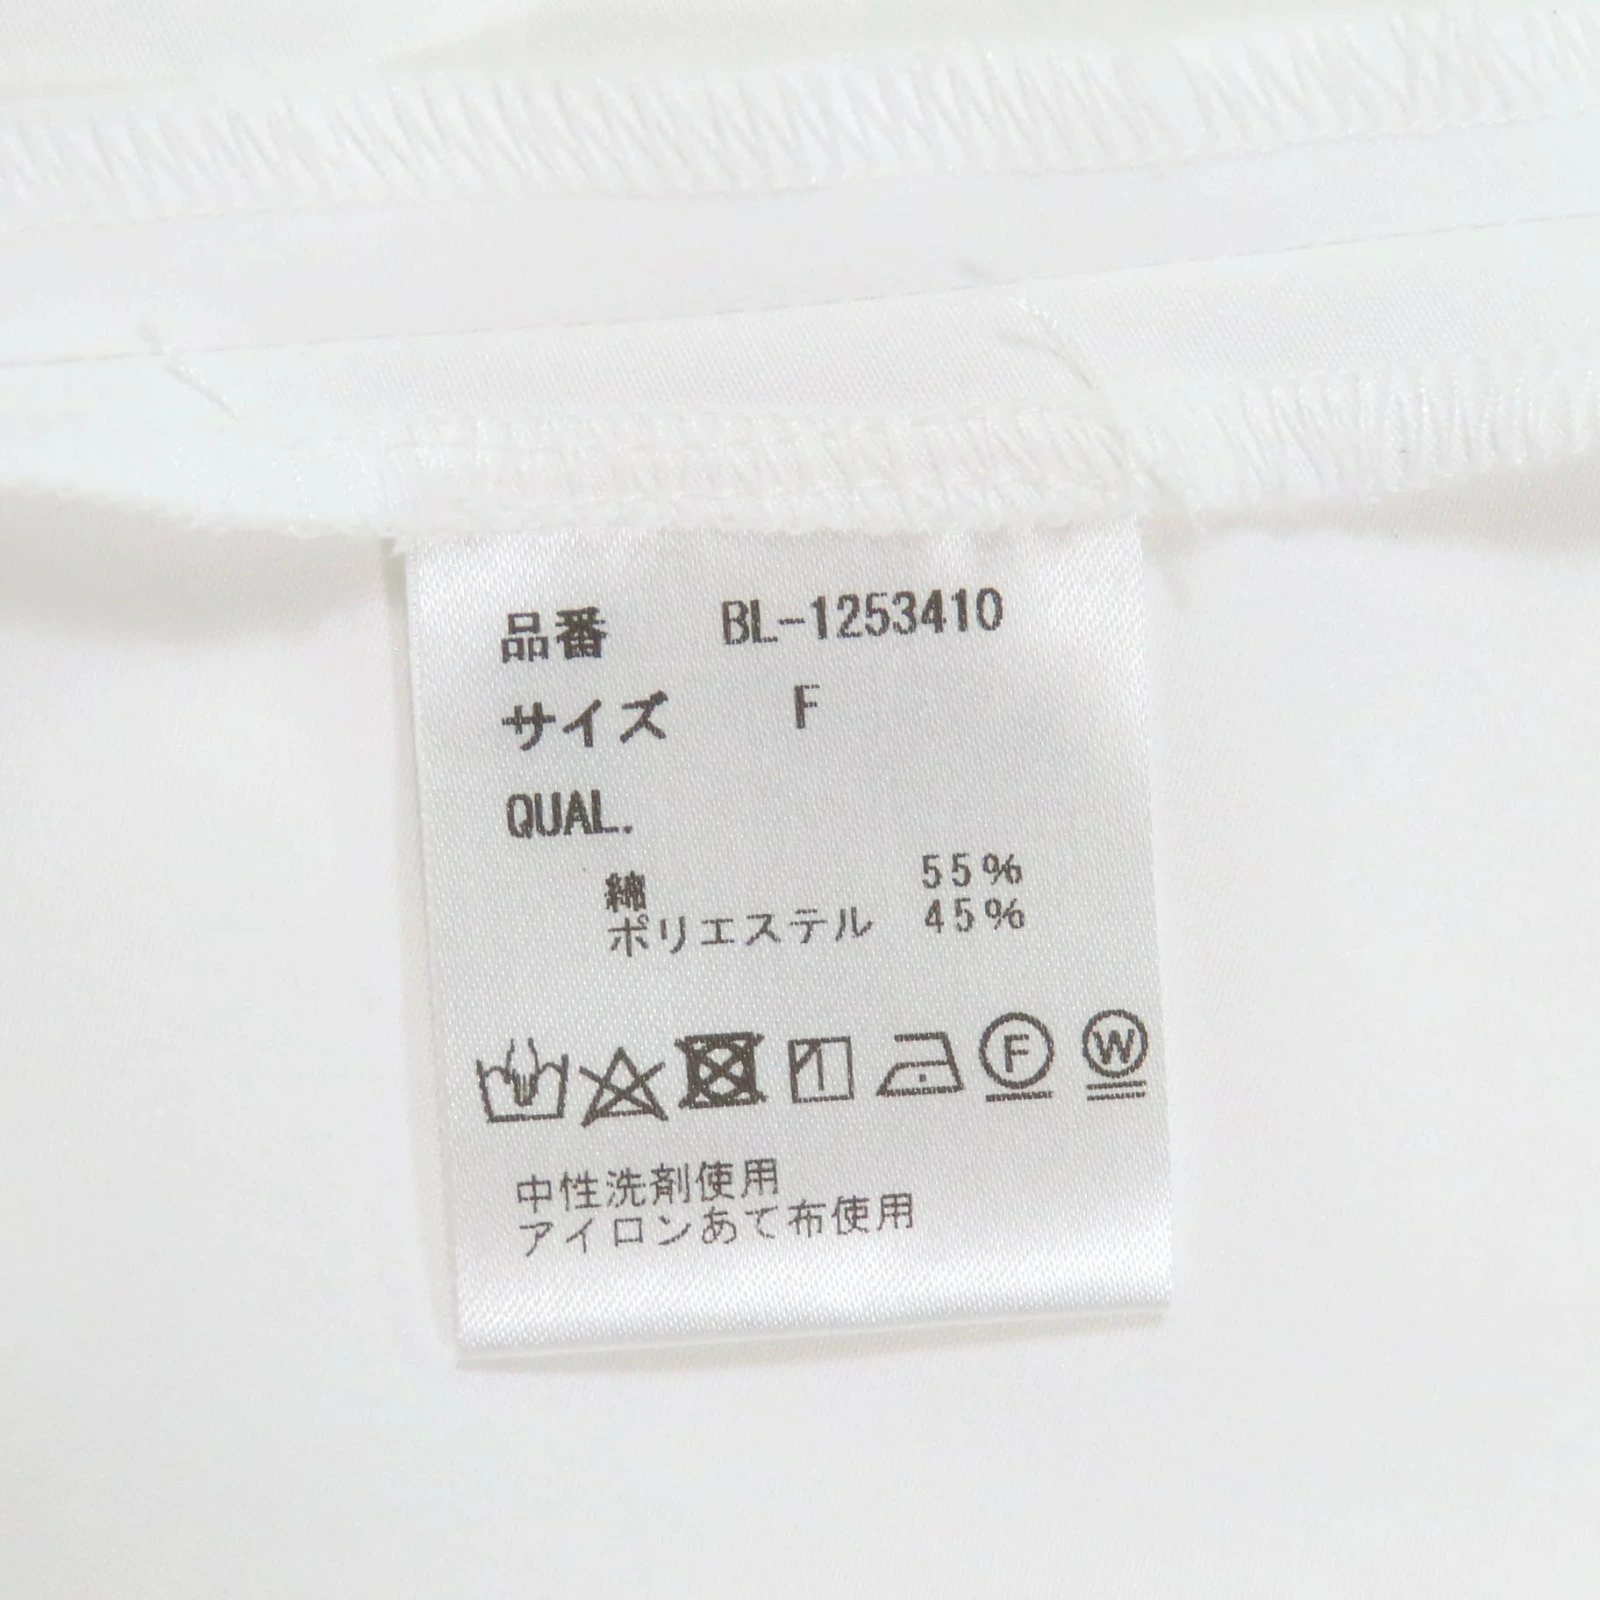 品番 BL-1253410
サイズ F
QUAL.
綿 55%
ポリエステル 45%
F W
中性洗剤使用
アイロンあて布使用